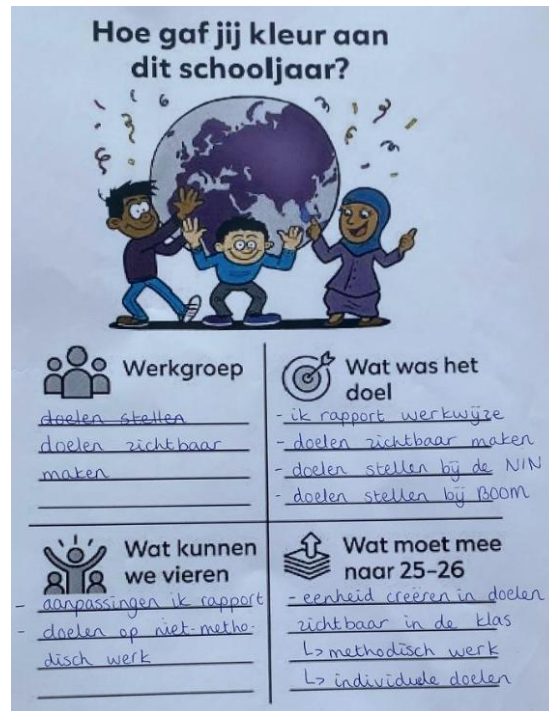 Hoe gaf jij kleur aan
dit schooljaar?
Werkgroep
doelen stellen
doelen zichtbaar
maken
Wat was het
doel
- ik rapport werkwijze
- doelen zichtbaar maken
- doelen stellen bij de NIN
- doelen stellen bij BOOM
Wat kunnen
we vieren
- aanpassingen ik rapport
- doelen op niet-metho-
disch werk
Wat moet mee
naar 25-26
- eenheid creëren in doelen
zichtbaar in de klas
↳ methodisch werk
↳ individuele doelen